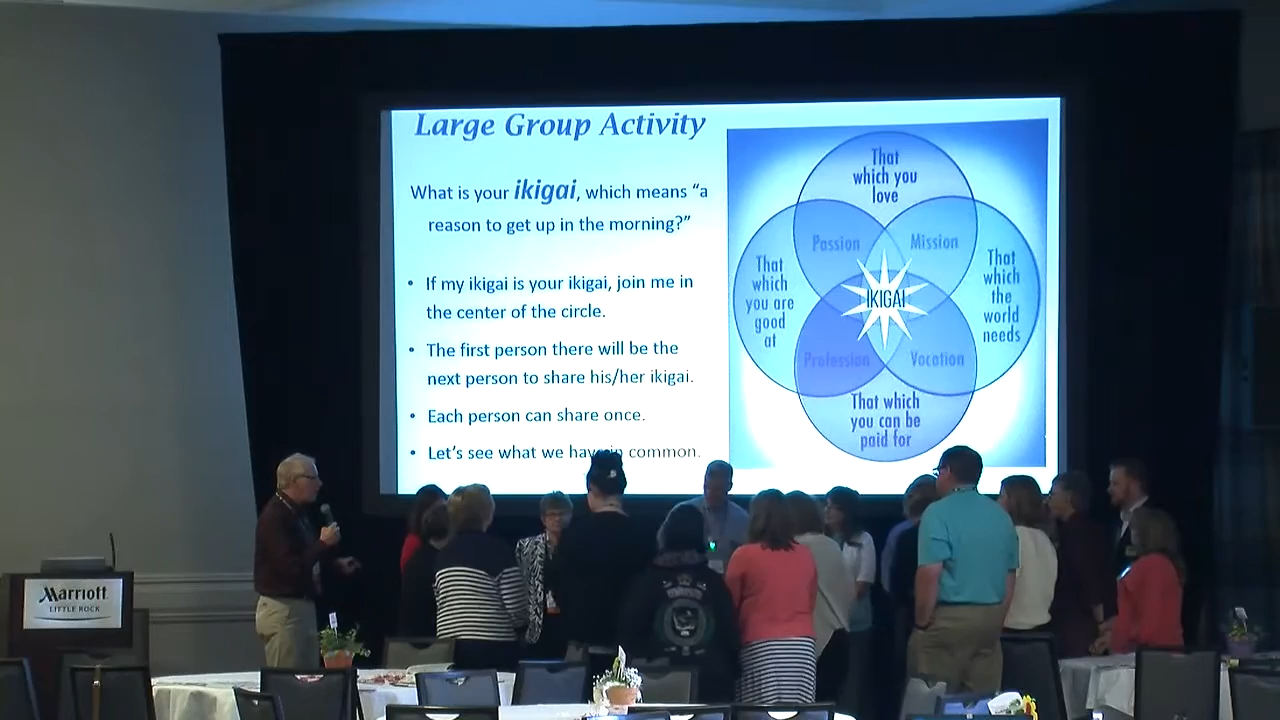 Large Group Activity
What is your ikigai, which means “a
reason to get up in the morning?”
• If my ikigai is your ikigai, join me in
the center of the circle.
• The first person there will be the
next person to share his/her ikigai.
• Each person can share once.
• Let’s see what we have in common.
That
which you
love
Passion
Mission
That
which
you are
good
at
IKIGAI
That
which
the
world
needs
Profession
Vocation
That which
you can be
paid for
Marriott
LITTLE ROCK